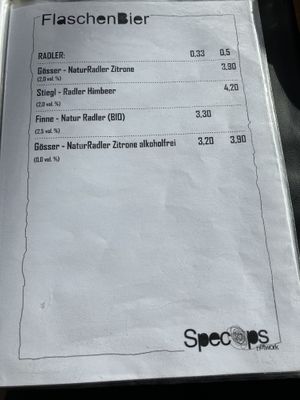 FlaschenBier
RADLER: 0,33 0,5
Gösser - NaturRadler Zitrone 3,90
(2,0 vol. %)
Stiegl - Radler Himbeer 4,20
(2,0 vol. %)
Finne - Natur Radler (BIO) 3,30
(2,5 vol. %)
Gösser - NaturRadler Zitrone alkoholfrei 3,20 3,90
(0,0 vol. %)
SpecOps
network